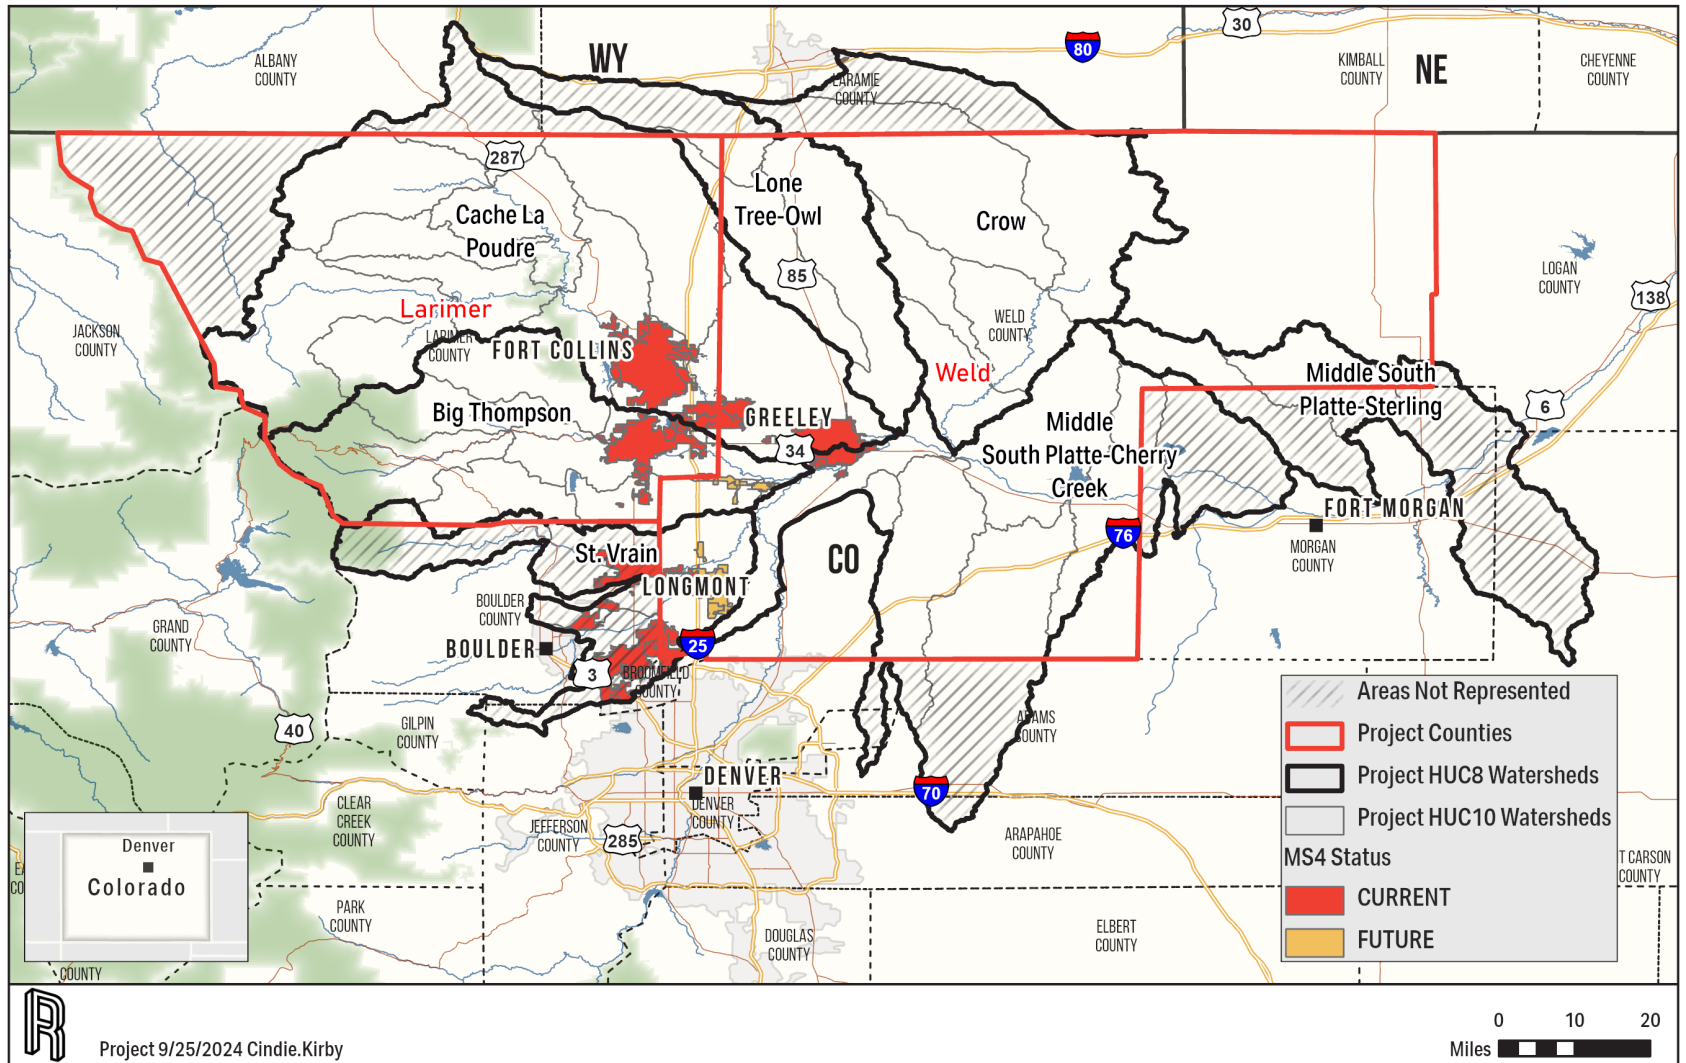 30
80
WY
ALBANY
COUNTY
LARAMIE
COUNTY
KIMBALL
COUNTY
NE
CHEYENNE
COUNTY
287
Lone
Tree-Owl
Cache La
Poudre
Crow
85
LOGAN
COUNTY
138
Larimer
LARIMER
COUNTY
JACKSON
COUNTY
FORT COLLINS
WELD
COUNTY
Weld
Middle South
Platte-Sterling
6
Big Thompson
GREELEY
34
Middle
South Platte-Cherry
Creek
FORT MORGAN
76
MORGAN
COUNTY
CO
St. Vrain
LONGMONT
BOULDER
COUNTY
GRAND
COUNTY
BOULDER
25
3
BROOMFIELD
COUNTY
40
GILPIN
COUNTY
ADAMS
COUNTY
DENVER
DENVER
COUNTY
70
CLEAR
CREEK
COUNTY
JEFFERSON
COUNTY
285
ARAPAHOE
COUNTY
T CARSON
COUNTY
EA
CO
PARK
COUNTY
DOUGLAS
COUNTY
ELBERT
COUNTY
COUNTY
Denver
Colorado
Areas Not Represented
Project Counties
Project HUC8 Watersheds
Project HUC10 Watersheds
MS4 Status
CURRENT
FUTURE
R
Project 9/25/2024 Cindie.Kirby
0 10 20
Miles